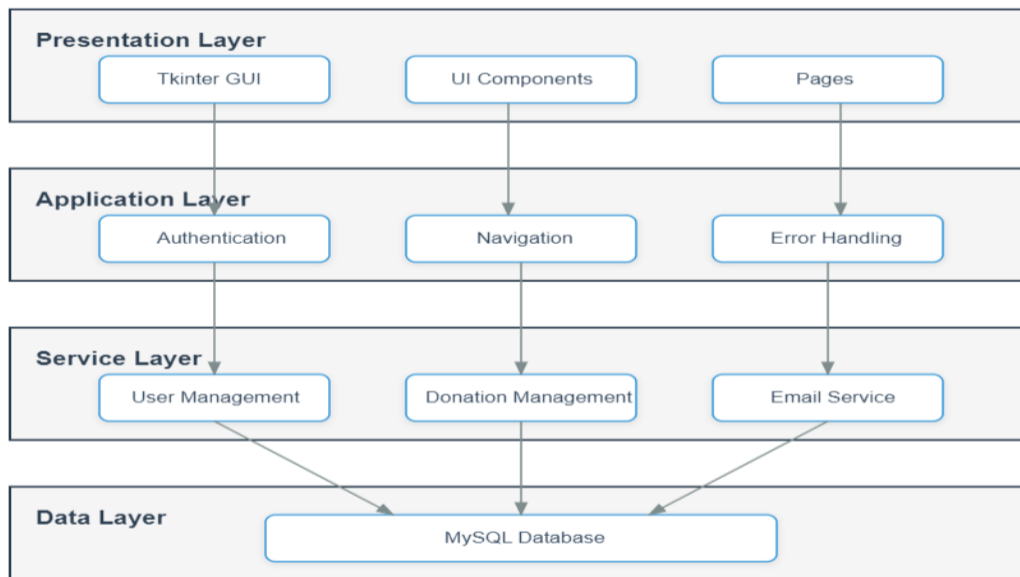 Presentation Layer
Tkinter GUI
UI Components
Pages
Application Layer
Authentication
Navigation
Error Handling
Service Layer
User Management
Donation Management
Email Service
Data Layer
MySQL Database